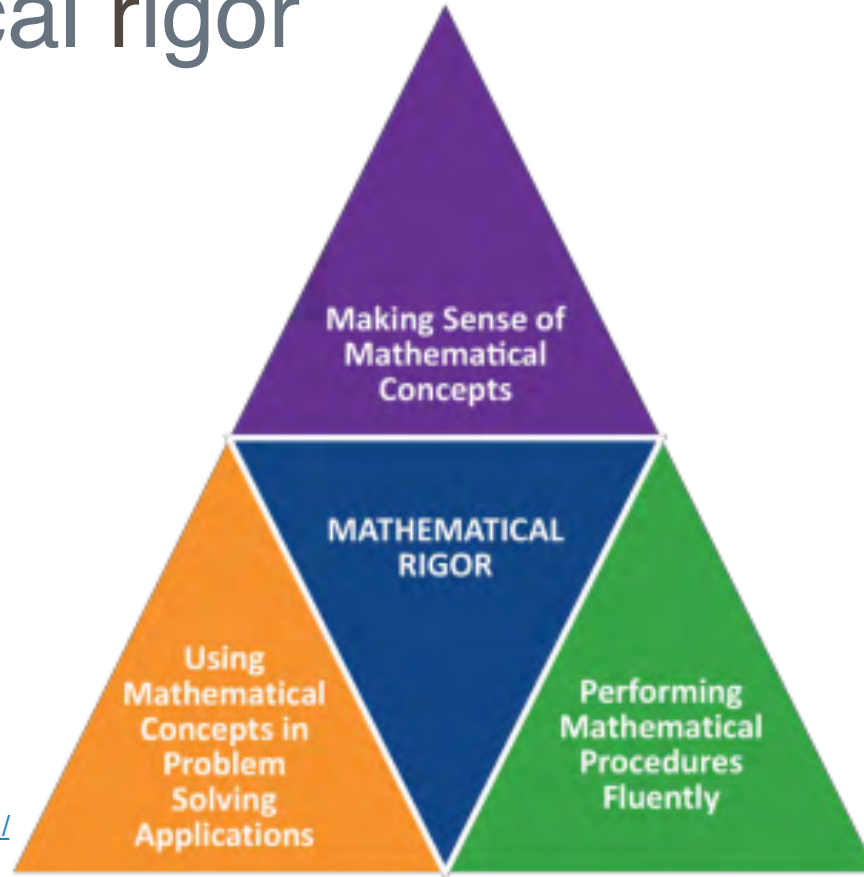 cal rigor
Making Sense of
Mathematical
Concepts
MATHEMATICAL
RIGOR
Using
Mathematical
Concepts in
Problem
Solving
Applications
Performing
Mathematical
Procedures
Fluently
/